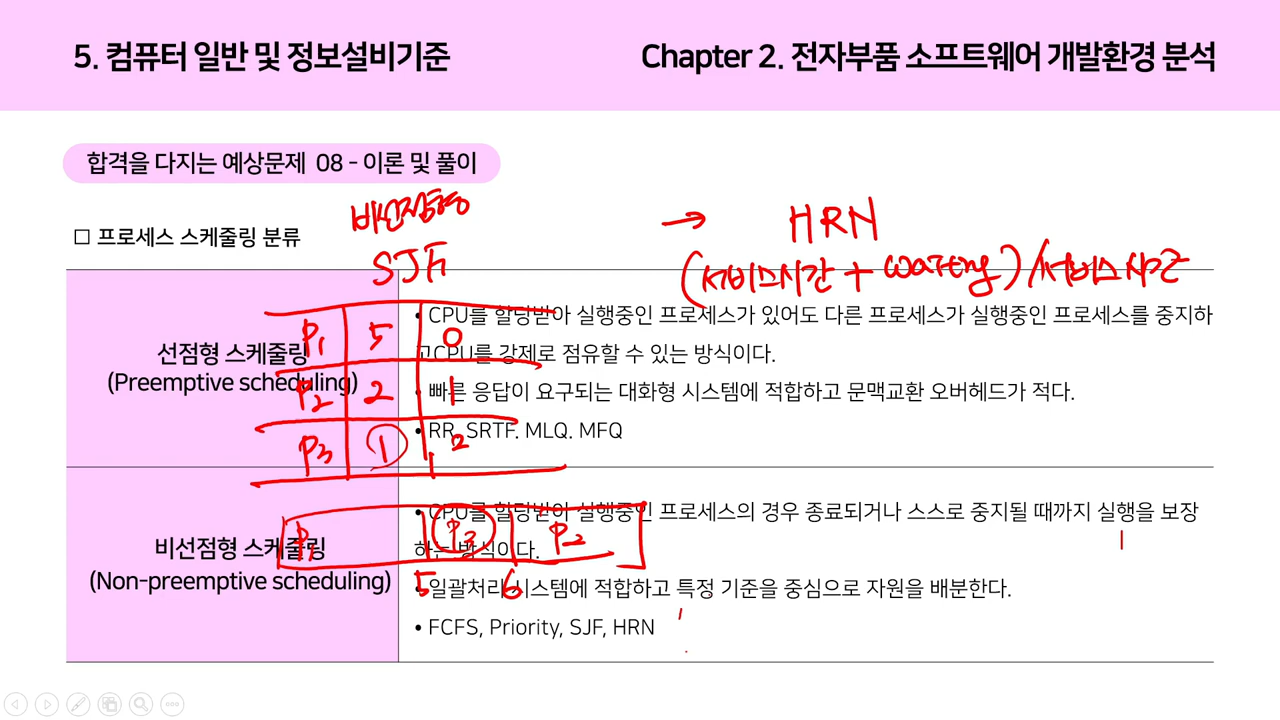 5. 컴퓨터 일반 및 정보설비기준
Chapter 2. 전자부품 소프트웨어 개발환경 분석
합격을 다지는 예상문제 08 - 이론 및 풀이
□ 프로세스 스케줄링 분류
비선점형
SJF
→ HRN
(서비스시간 + waiting) / 서비스시간
선점형 스케줄링
(Preemptive scheduling)
• CPU를 할당받아 실행중인 프로세스가 있어도 다른 프로세스가 실행중인 프로세스를 중지하
고CPU를 강제로 점유할 수 있는 방식이다.
• 빠른 응답이 요구되는 대화형 시스템에 적합하고 문맥교환 오버헤드가 적다.
• RR, SRTF, MLQ, MFQ
P1 5 0
P2 2 1
P3 1 2
비선점형 스케줄링
(Non-preemptive scheduling)
• CPU를 할당받아 실행중인 프로세스의 경우 종료되거나 스스로 중지될 때까지 실행을 보장
하는 방식이다.
• 일괄처리 시스템에 적합하고 특정 기준을 중심으로 자원을 배분한다.
• FCFS, Priority, SJF, HRN
P1 P3 P2
5 6